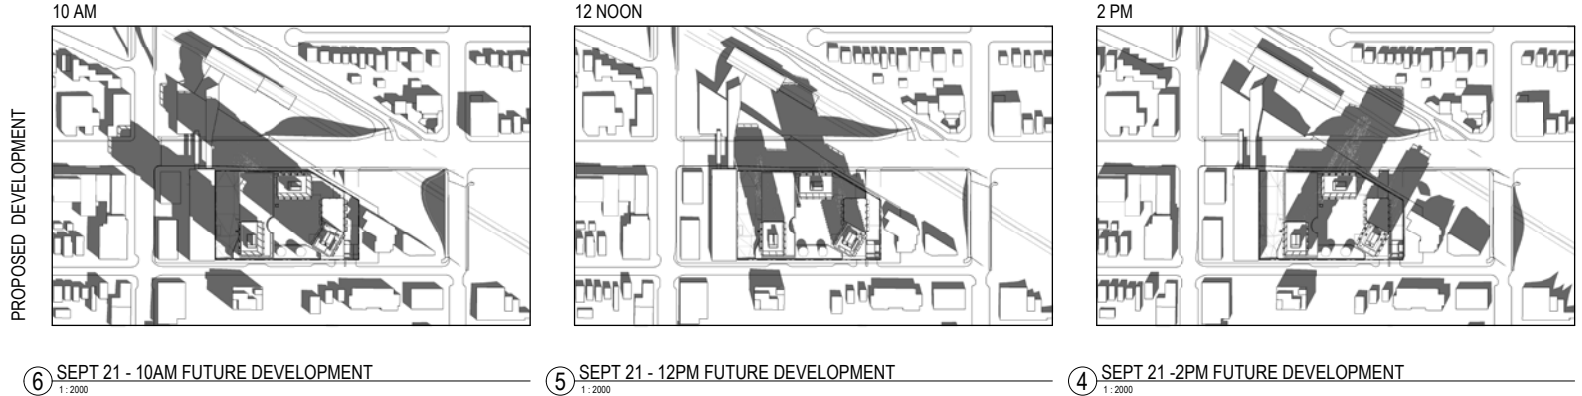 10 AM
12 NOON
2 PM
PROPOSED DEVELOPMENT
6 SEPT 21 - 10AM FUTURE DEVELOPMENT
1 : 2000
5 SEPT 21 - 12PM FUTURE DEVELOPMENT
1 : 2000
4 SEPT 21 -2PM FUTURE DEVELOPMENT
1 : 2000